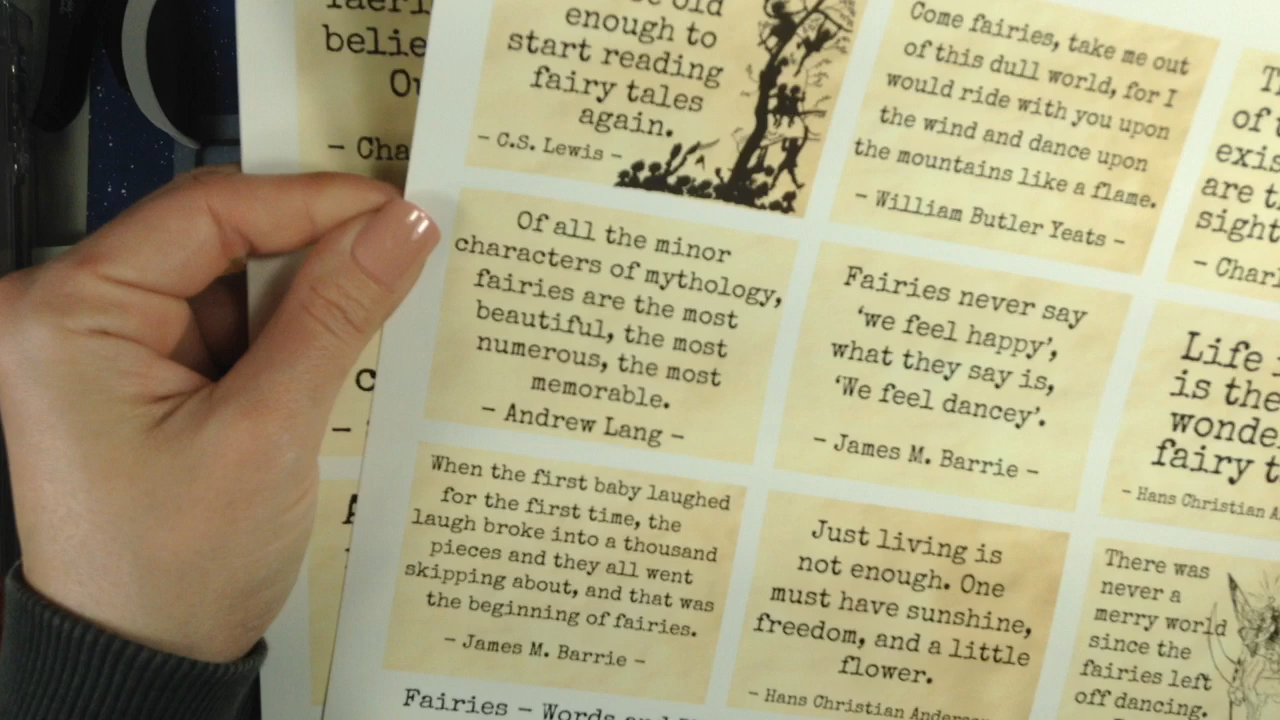 belie
- Cha
old
enough to
start reading
fairy tales
again.
- C.S. Lewis -
Come fairies, take me out
of this dull world, for I
would ride with you upon
the wind and dance upon
the mountains like a flame.
- William Butler Yeats -
of
exis
are t
sight
- Charl
Of all the minor
characters of mythology,
fairies are the most
beautiful, the most
numerous, the most
memorable.
- Andrew Lang -
Fairies never say
‘we feel happy’,
what they say is,
‘We feel dancey’.
- James M. Barrie -
Life
is the
wonde
fairy t
- Hans Christian A
When the first baby laughed
for the first time, the
laugh broke into a thousand
pieces and they all went
skipping about, and that was
the beginning of fairies.
- James M. Barrie -
Just living is
not enough. One
must have sunshine,
freedom, and a little
flower.
- Hans Christian Anderson
There was
never a
merry world
since the
fairies left
off dancing.
Fairies - Words and